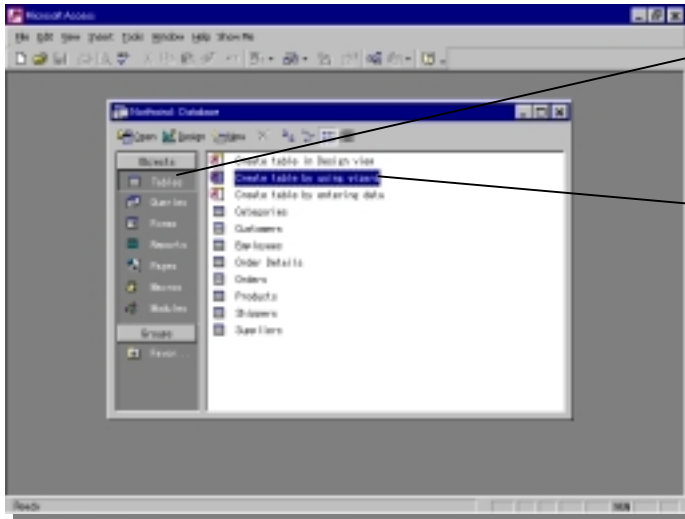 Microsoft Access
File Edit View Insert Tools Window Help Show Me
Northwind: Database
Open Design New
Objects
Tables
Queries
Forms
Reports
Pages
Macros
Modules
Groups
Favor...
Create table in Design view
Create table by using wizard
Create table by entering data
Categories
Customers
Employees
Order Details
Orders
Products
Shippers
Suppliers
Ready
NUM